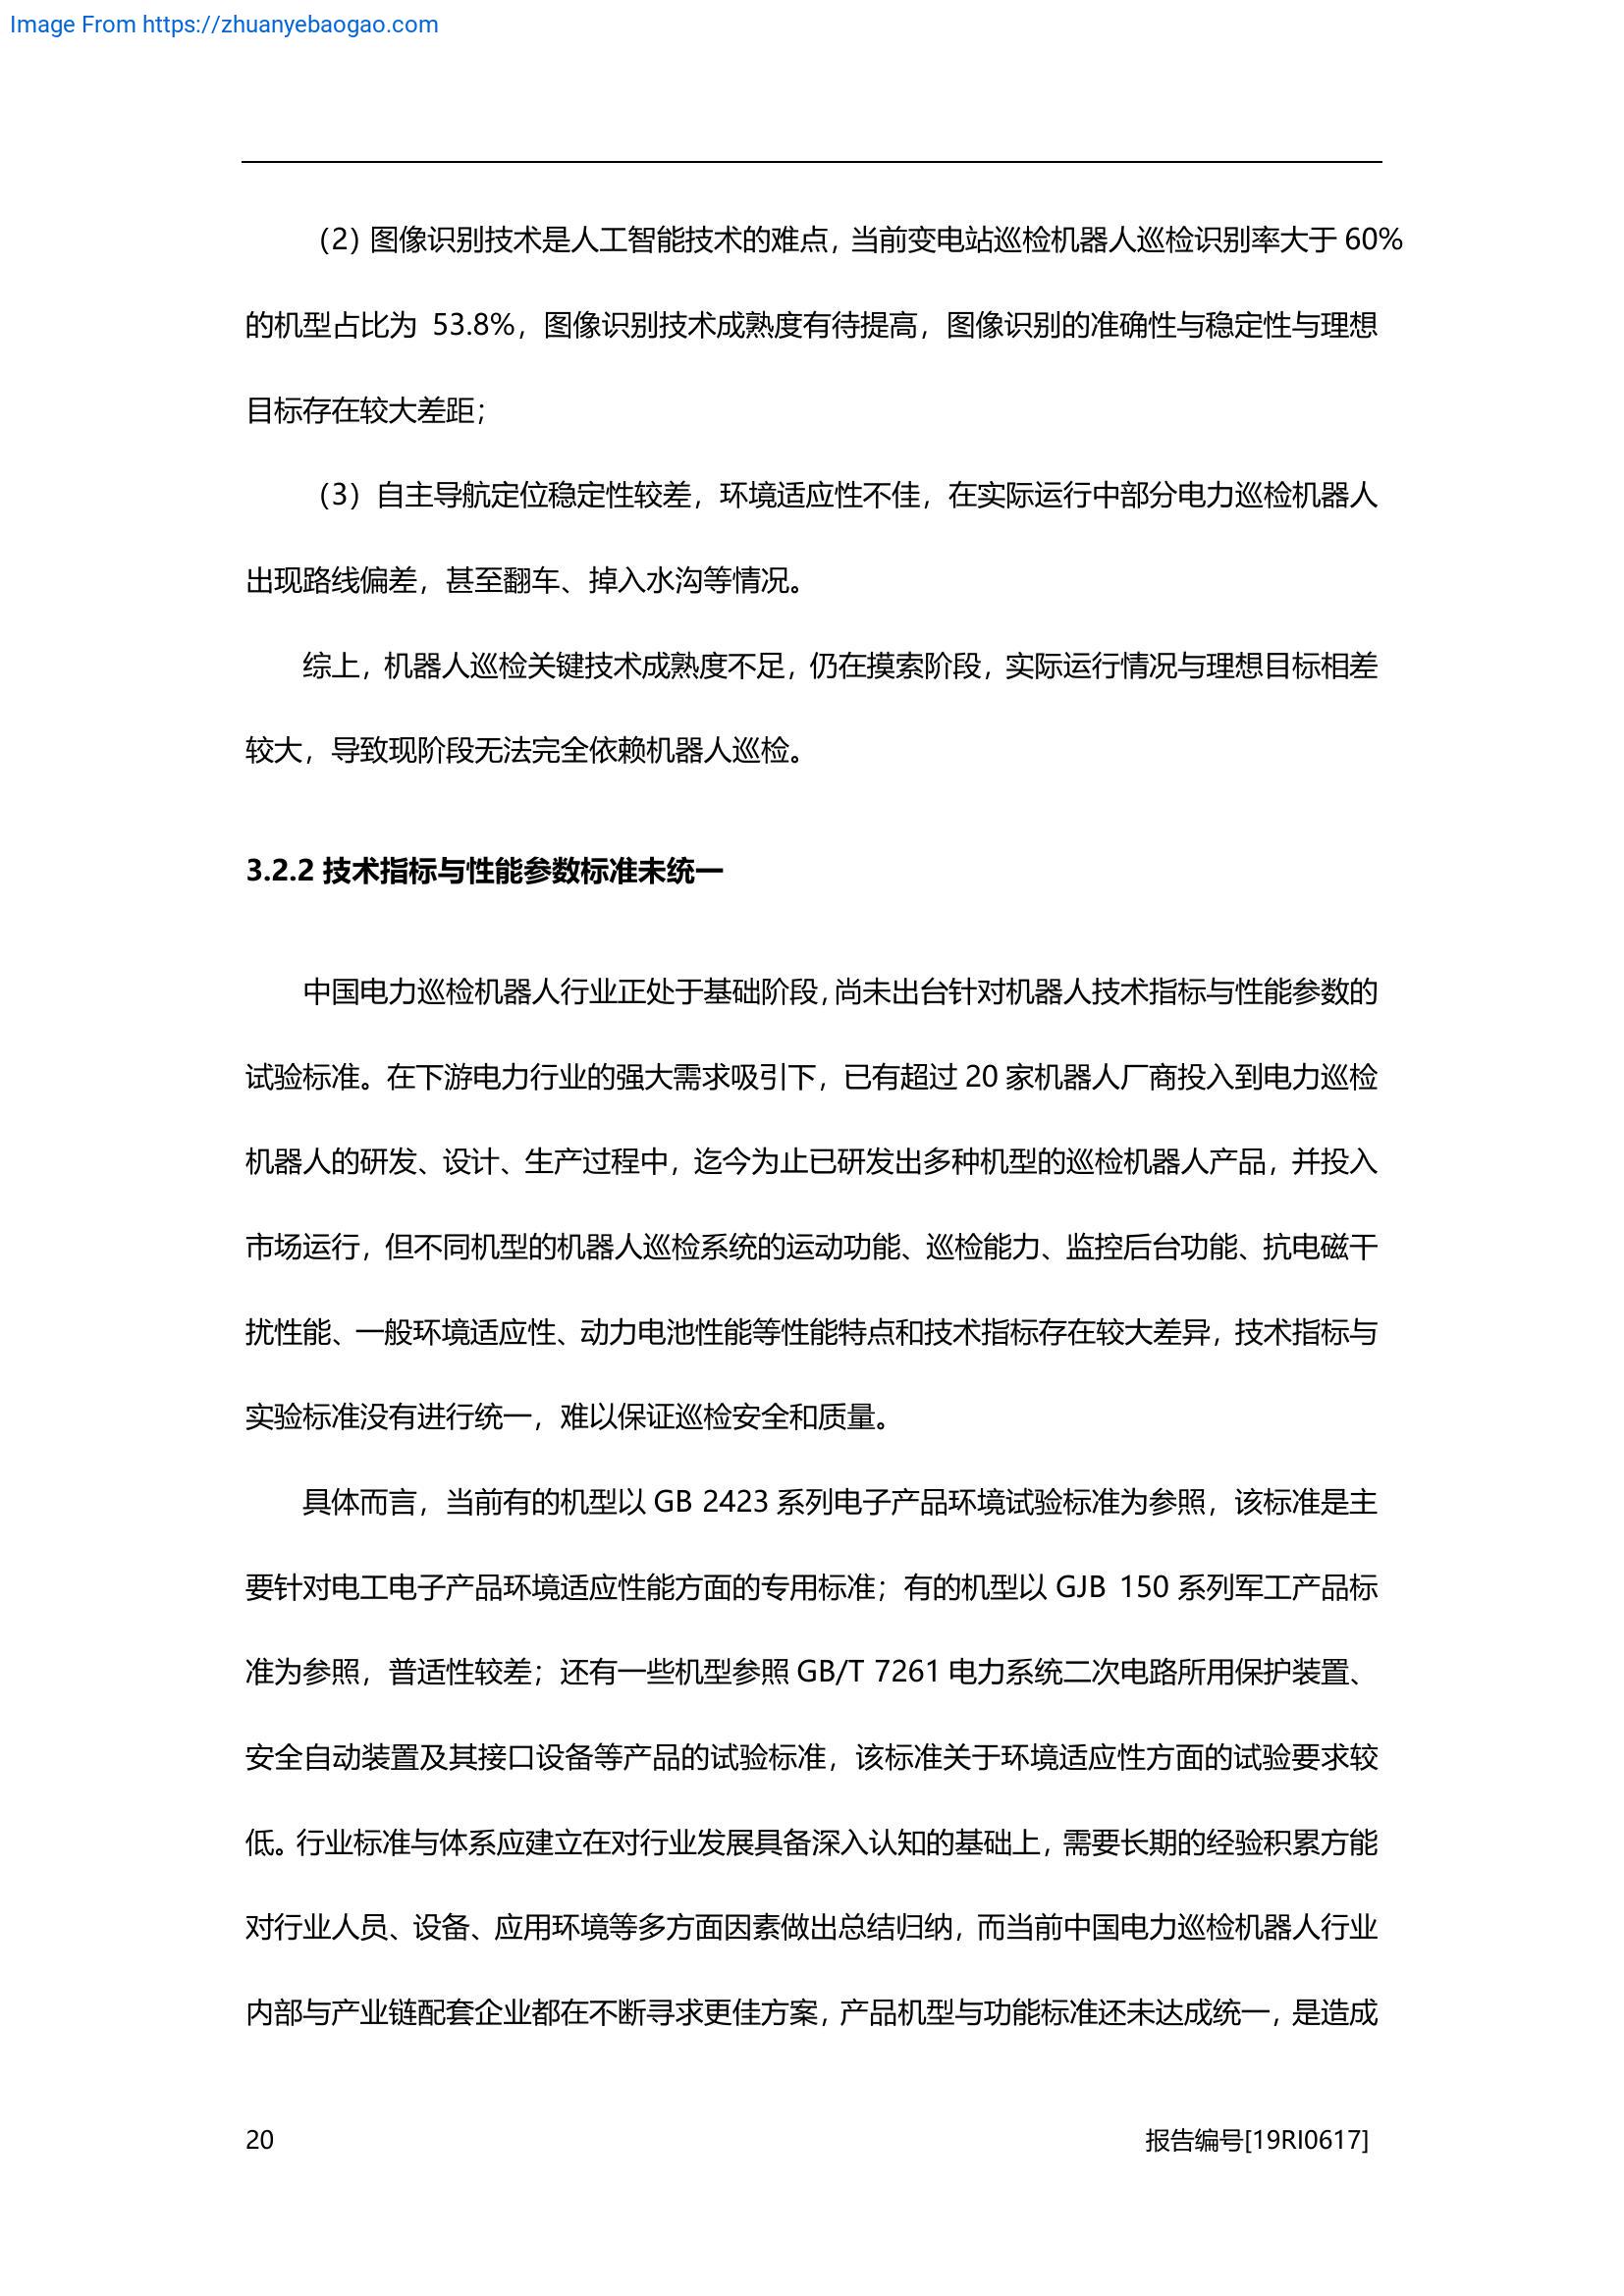 Image From https://zhuanyebaogao.com
（2）图像识别技术是人工智能技术的难点，当前变电站巡检机器人巡检识别率大于 60%
的机型占比为 53.8%，图像识别技术成熟度有待提高，图像识别的准确性与稳定性与理想
目标存在较大差距；
（3）自主导航定位稳定性较差，环境适应性不佳，在实际运行中部分电力巡检机器人
出现路线偏差，甚至翻车、掉入水沟等情况。
综上，机器人巡检关键技术成熟度不足，仍在摸索阶段，实际运行情况与理想目标相差
较大，导致现阶段无法完全依赖机器人巡检。
3.2.2 技术指标与性能参数标准未统一
中国电力巡检机器人行业正处于基础阶段，尚未出台针对机器人技术指标与性能参数的
试验标准。在下游电力行业的强大需求吸引下，已有超过 20 家机器人厂商投入到电力巡检
机器人的研发、设计、生产过程中，迄今为止已研发出多种机型的巡检机器人产品，并投入
市场运行，但不同机型的机器人巡检系统的运动功能、巡检能力、监控后台功能、抗电磁干
扰性能、一般环境适应性、动力电池性能等性能特点和技术指标存在较大差异，技术指标与
实验标准没有进行统一，难以保证巡检安全和质量。
具体而言，当前有的机型以 GB 2423 系列电子产品环境试验标准为参照，该标准是主
要针对电工电子产品环境适应性能方面的专用标准；有的机型以 GJB 150 系列军工产品标
准为参照，普适性较差；还有一些机型参照 GB/T 7261 电力系统二次电路所用保护装置、
安全自动装置及其接口设备等产品的试验标准，该标准关于环境适应性方面的试验要求较
低。行业标准与体系应建立在对行业发展具备深入认知的基础上，需要长期的经验积累方能
对行业人员、设备、应用环境等多方面因素做出总结归纳，而当前中国电力巡检机器人行业
内部与产业链配套企业都在不断寻求更佳方案，产品机型与功能标准还未达成统一，是造成
20
报告编号[19RI0617]